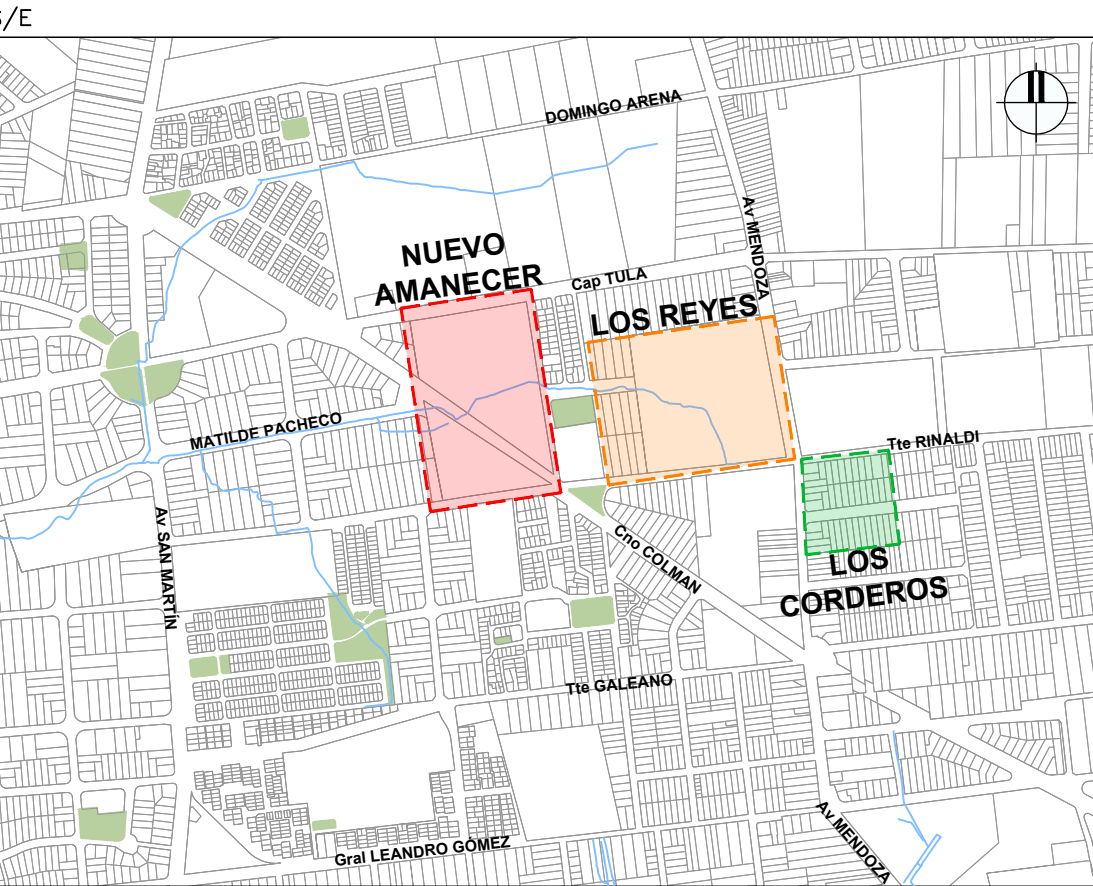 S/E
DOMINGO ARENA
Av MENDOZA
NUEVO
AMANECER
Cap TULA
LOS REYES
MATILDE PACHECO
Tte RINALDI
Av SAN MARTÍN
Cno COLMAN
LOS
CORDEROS
Tte GALEANO
Av MENDOZA
Gral LEANDRO GÓMEZ